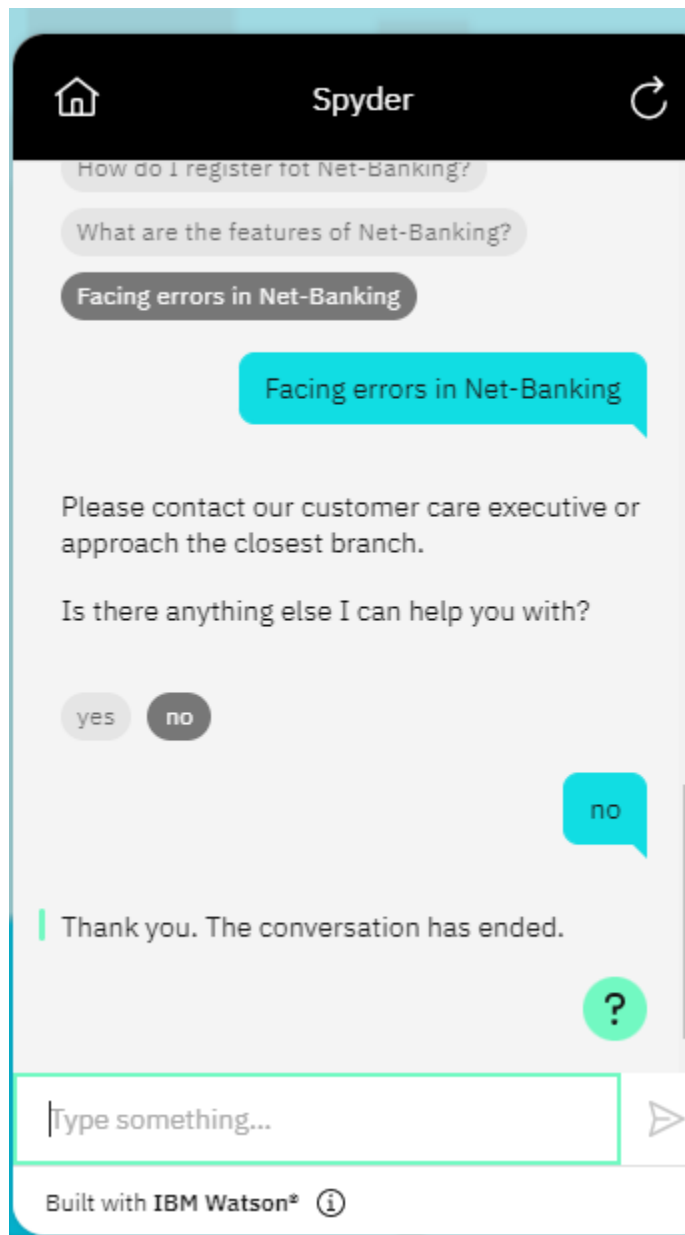 Spyder
How do I register fot Net-Banking?
What are the features of Net-Banking?
Facing errors in Net-Banking
Facing errors in Net-Banking
Please contact our customer care executive or
approach the closest branch.
Is there anything else I can help you with?
yes no
no
Thank you. The conversation has ended.
?
Type something...
Built with IBM Watson®